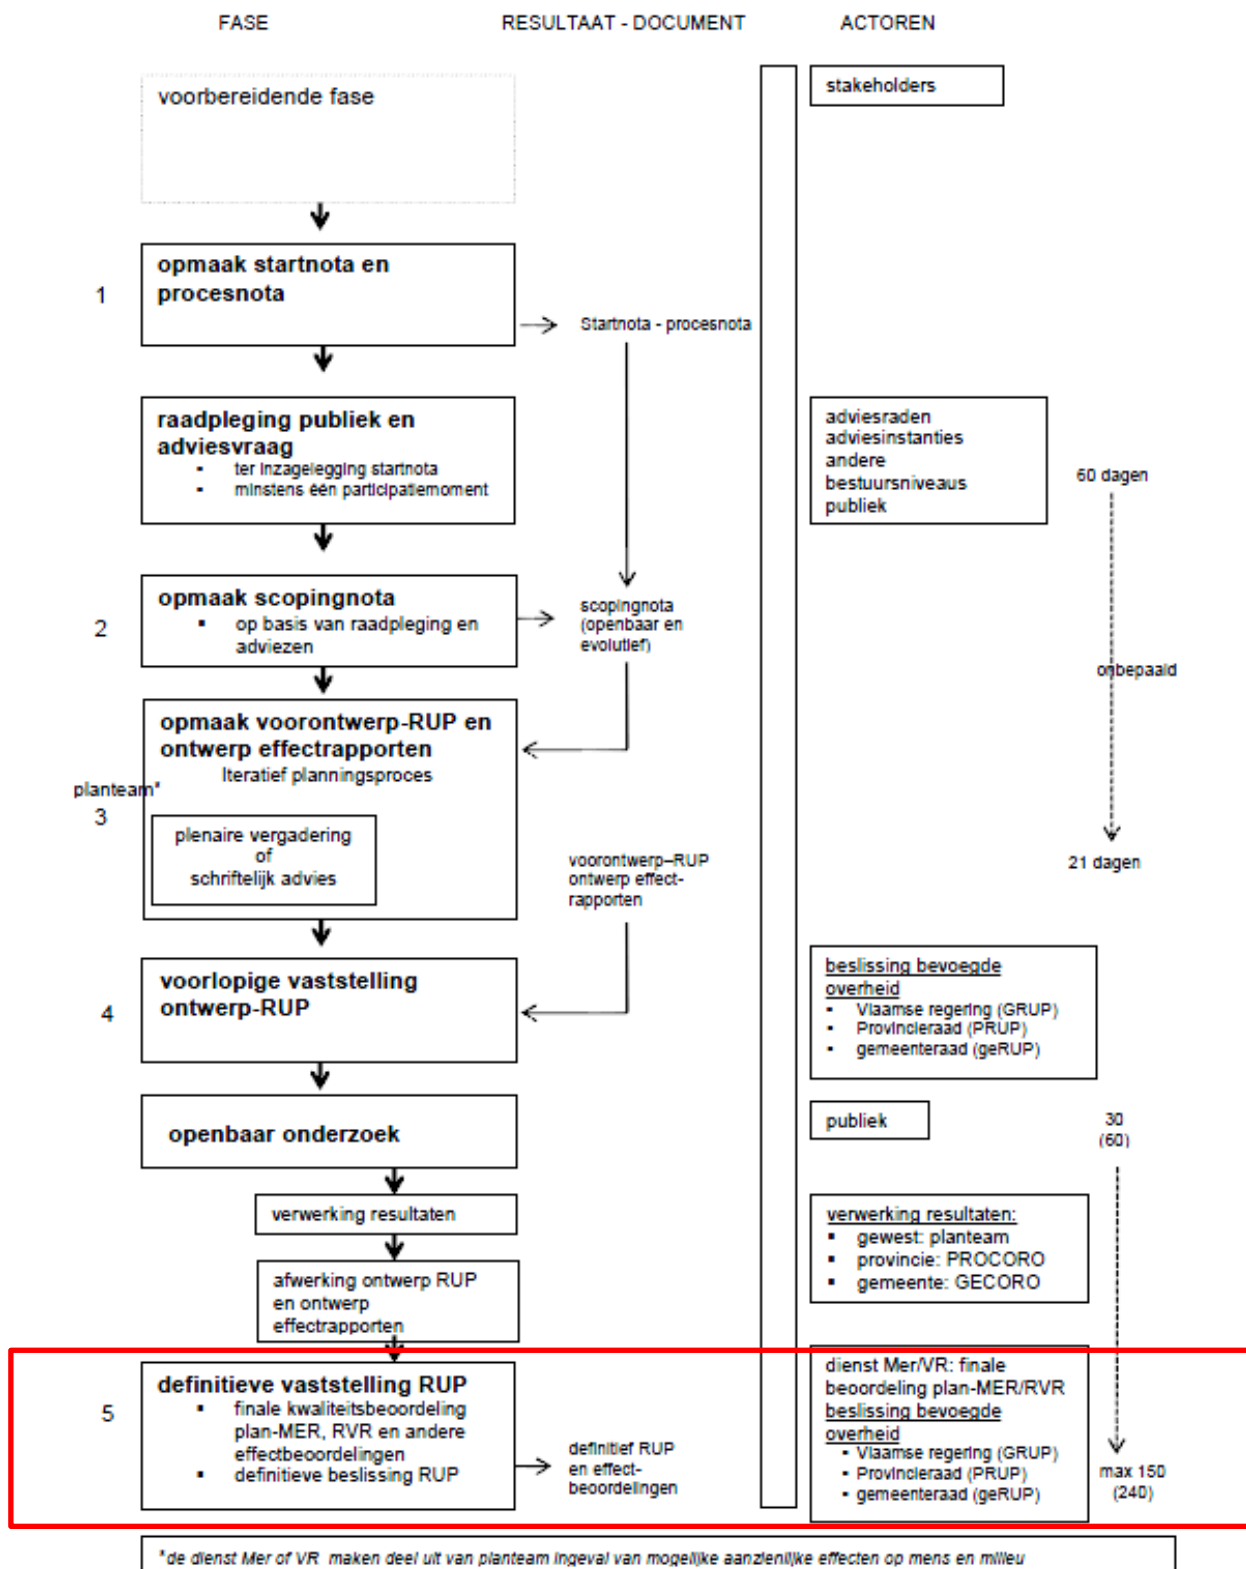 FASE
RESULTAAT - DOCUMENT
ACTOREN
voorbereidende fase
stakeholders
1
opmaak startnota en
procesnota
Startnota - procesnota
raadpleging publiek en
adviesvraag
▪ ter inzagelegging startnota
▪ minstens één participatiemoment
adviesraden
adviesinstanties
andere
bestuursniveaus
publiek
60 dagen
2
opmaak scopingnota
▪ op basis van raadpleging en
adviezen
scopingnota
(openbaar en
evolutief)
onbepaald
opmaak voorontwerp-RUP en
ontwerp effectrapporten
Iteratief planningsproces
planteam*
3
plenaire vergadering
of
schriftelijk advies
voorontwerp–RUP
ontwerp effect-
rapporten
21 dagen
4
voorlopige vaststelling
ontwerp-RUP
beslissing bevoegde
overheid
▪ Vlaamse regering (GRUP)
▪ Provincieraad (PRUP)
▪ gemeenteraad (geRUP)
openbaar onderzoek
publiek
30
(60)
verwerking resultaten
verwerking resultaten:
▪ gewest: planteam
▪ provincie: PROCORO
▪ gemeente: GECORO
afwerking ontwerp RUP
en ontwerp
effectrapporten
5
definitieve vaststelling RUP
▪ finale kwaliteitsbeoordeling
plan-MER, RVR en andere
effectbeoordelingen
▪ definitieve beslissing RUP
definitief RUP
en effect-
beoordelingen
dienst Mer/VR: finale
beoordeling plan-MER/RVR
beslissing bevoegde
overheid
▪ Vlaamse regering (GRUP)
▪ Provincieraad (PRUP)
▪ gemeenteraad (geRUP)
max 150
(240)
*de dienst Mer of VR maken deel uit van planteam ingeval van mogelijke aanzienlijke effecten op mens en milieu